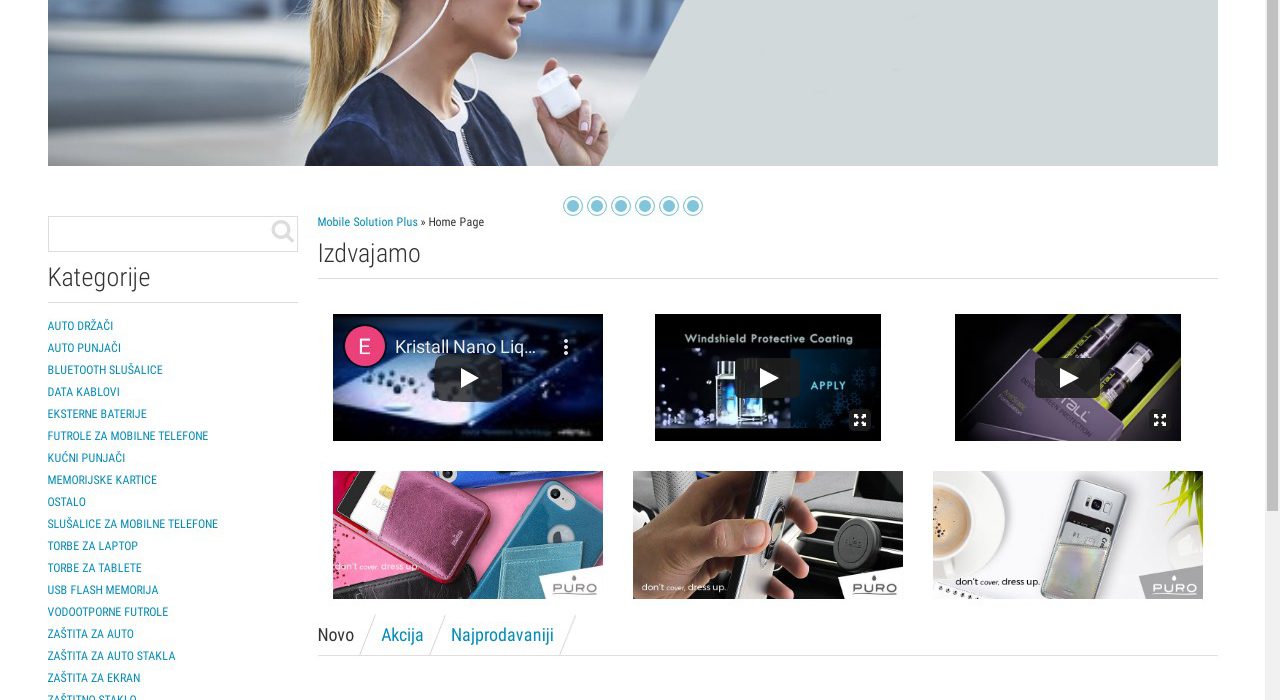 Mobile Solution Plus » Home Page
Izdvajamo
Kategorije
AUTO DRŽAČI
AUTO PUNJAČI
BLUETOOTH SLUŠALICE
DATA KABLOVI
EKSTERNE BATERIJE
FUTROLE ZA MOBILNE TELEFONE
KUĆNI PUNJAČI
MEMORIJSKE KARTICE
OSTALO
SLUŠALICE ZA MOBILNE TELEFONE
TORBE ZA LAPTOP
TORBE ZA TABLETE
USB FLASH MEMORIJA
VODOOTPORNE FUTROLE
ZAŠTITA ZA AUTO
ZAŠTITA ZA AUTO STAKLA
ZAŠTITA ZA EKRAN
ZAŠTITNO STAKLO
E
Kristall Nano Liq...
Windshield Protective Coating
APPLY
don't cover, dress up.
PURO
don't cover, dress up.
PURO
don't cover, dress up.
PURO
Novo
Akcija
Najprodavaniji